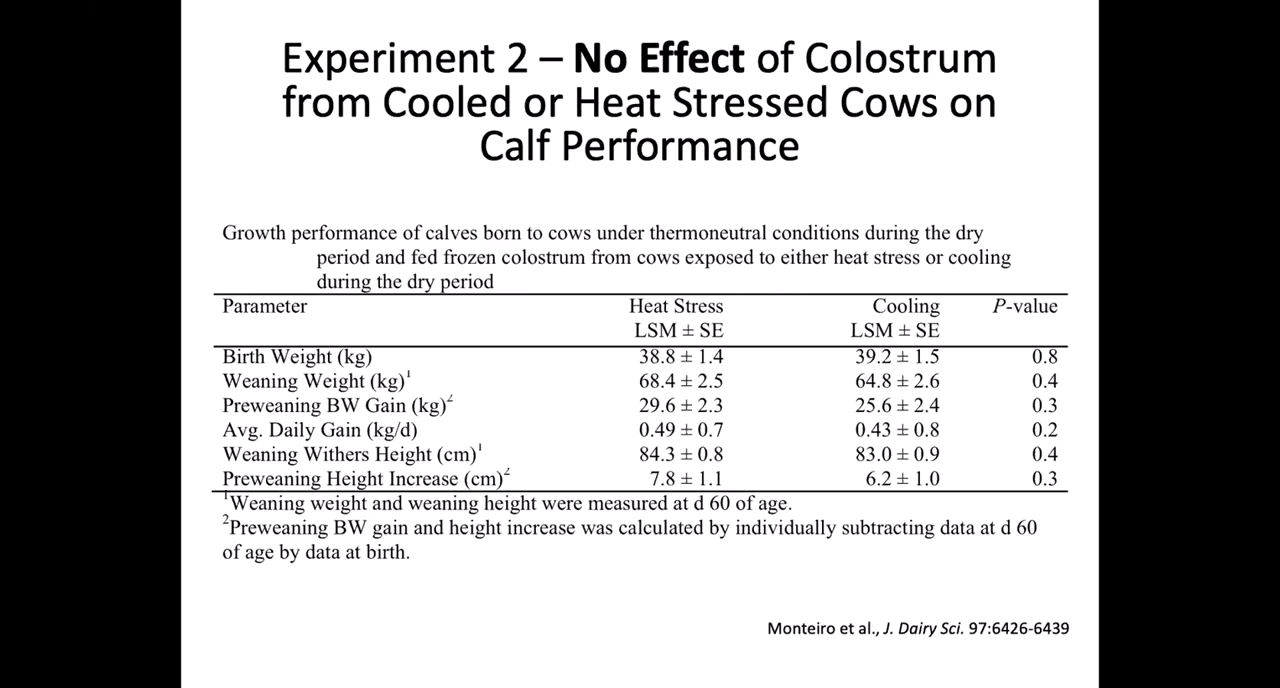 Experiment 2 – No Effect of Colostrum
from Cooled or Heat Stressed Cows on
Calf Performance
Growth performance of calves born to cows under thermoneutral conditions during the dry
period and fed frozen colostrum from cows exposed to either heat stress or cooling
during the dry period
Parameter Heat Stress Cooling P-value
LSM ± SE LSM ± SE
Birth Weight (kg) 38.8 ± 1.4 39.2 ± 1.5 0.8
Weaning Weight (kg)¹ 68.4 ± 2.5 64.8 ± 2.6 0.4
Preweaning BW Gain (kg)² 29.6 ± 2.3 25.6 ± 2.4 0.3
Avg. Daily Gain (kg/d) 0.49 ± 0.7 0.43 ± 0.8 0.2
Weaning Withers Height (cm)¹ 84.3 ± 0.8 83.0 ± 0.9 0.4
Preweaning Height Increase (cm)² 7.8 ± 1.1 6.2 ± 1.0 0.3
¹Weaning weight and weaning height were measured at d 60 of age.
²Preweaning BW gain and height increase was calculated by individually subtracting data at d 60
of age by data at birth.
Monteiro et al., J. Dairy Sci. 97:6426-6439